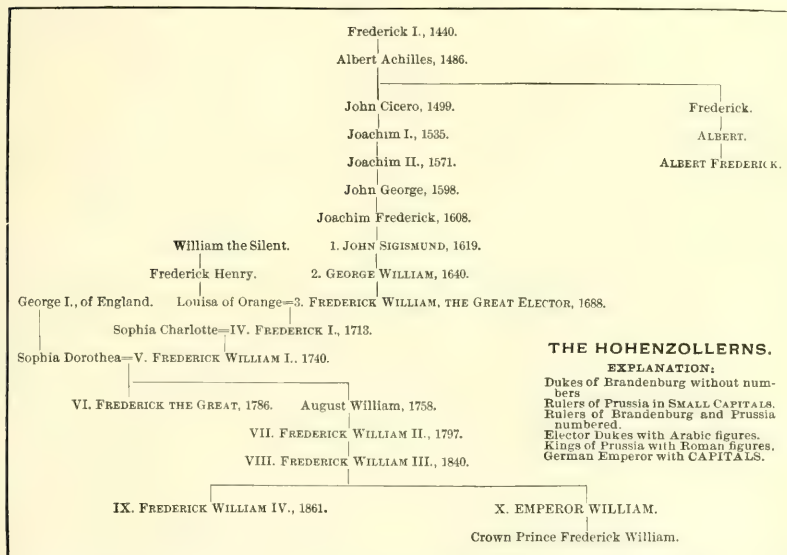 Frederick I., 1440.
Albert Achilles, 1486.
John Cicero, 1499. Frederick.
Joachim I., 1535. ALBERT.
Joachim II., 1571. ALBERT FREDERICK.
John George, 1598.
Joachim Frederick, 1608.
William the Silent. 1. JOHN SIGISMUND, 1619.
Frederick Henry. 2. GEORGE WILLIAM, 1640.
George I., of England. Louisa of Orange=3. FREDERICK WILLIAM, THE GREAT ELECTOR, 1688.
Sophia Charlotte=IV. FREDERICK I., 1713.
Sophia Dorothea=V. FREDERICK WILLIAM I.. 1740.
VI. FREDERICK THE GREAT, 1786. August William, 1758.
VII. FREDERICK WILLIAM II., 1797.
VIII. FREDERICK WILLIAM III., 1840.
IX. FREDERICK WILLIAM IV., 1861. X. EMPEROR WILLIAM.
Crown Prince Frederick William.
THE HOHENZOLLERNS.
EXPLANATION:
Dukes of Brandenburg without num-
bers
Rulers of Prussia in SMALL CAPITALS.
Rulers of Brandenburg and Prussia
numbered.
Elector Dukes with Arabic figures.
Kings of Prussia with Roman figures.
German Emperor with CAPITALS.